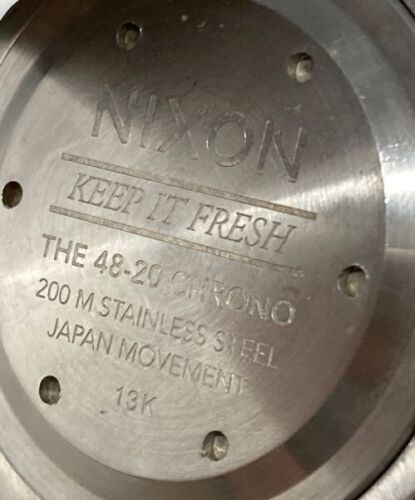 NIXON
KEEP IT FRESH
THE 48-20 CHRONO
200 M STAINLESS STEEL
JAPAN MOVEMENT
13K